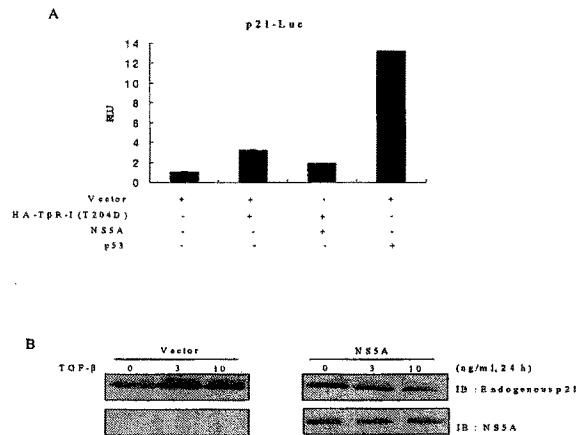 A
p21-Luc
14
12
10
8
6
4
2
0
RLU
Vector + + - +
HA-TβR-I (T204D) - + + -
NS5A - - + -
p53 - - - +
B
Vector NS5A
TGF-β 0 3 10 0 3 10 (ng/ml, 24 h)
IB : Endogenous p21
IB : NS5A